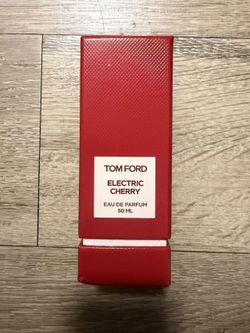 TOM FORD
ELECTRIC
CHERRY
EAU DE PARFUM
50 ML